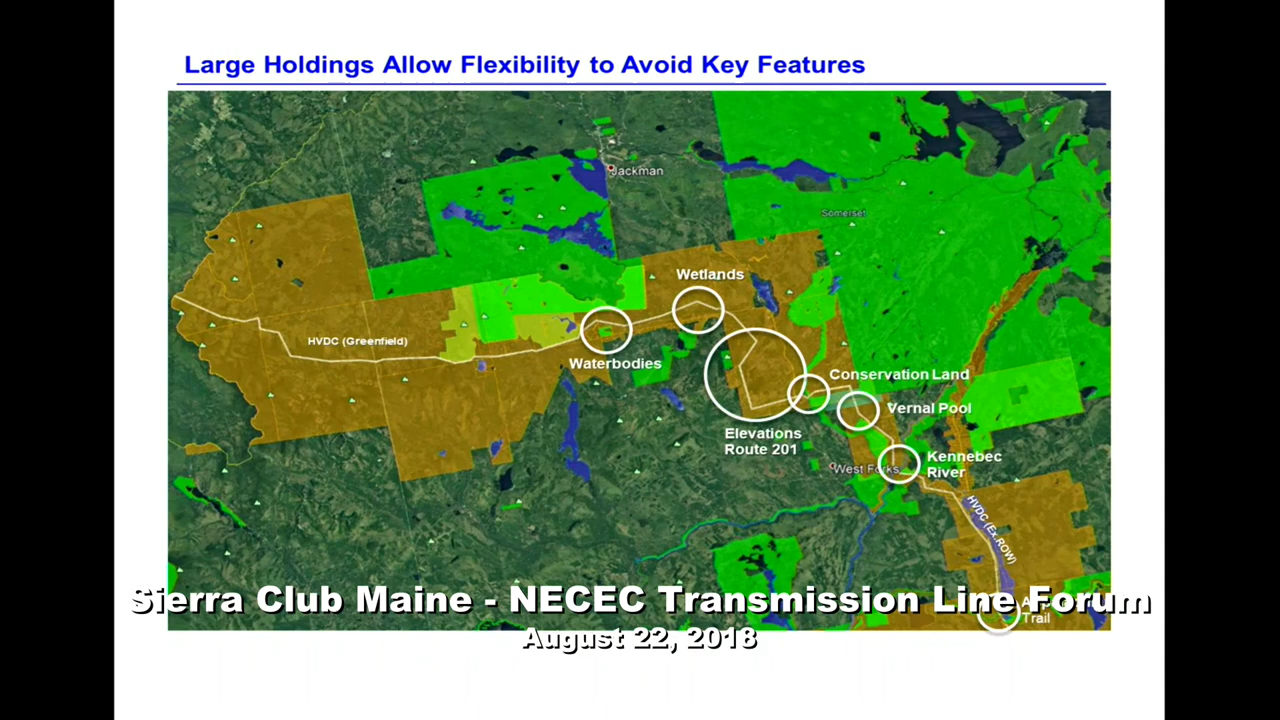 Large Holdings Allow Flexibility to Avoid Key Features
Jackman
Somerset
Wetlands
HVDC (Greenfield)
Waterbodies
Conservation Land
Vernal Pool
Elevations
Route 201
Kennebec
River
West Forks
HVDC (Ex.ROW)
Sierra Club Maine - NECEC Transmission Line Forum
Trail
August 22, 2018